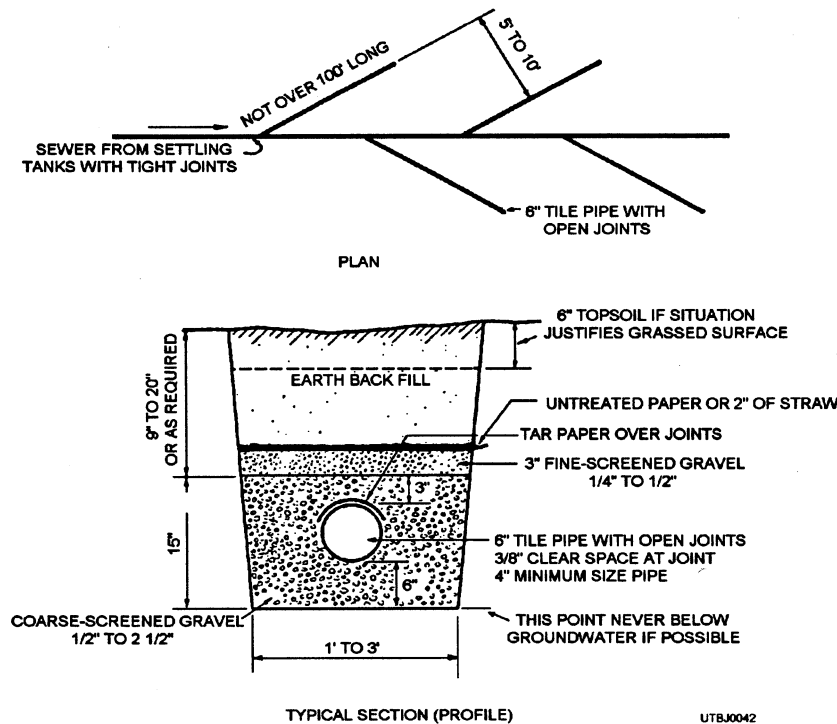 NOT OVER 100' LONG
5' TO 10'
SEWER FROM SETTLING
TANKS WITH TIGHT JOINTS
6" TILE PIPE WITH
OPEN JOINTS
PLAN
6" TOPSOIL IF SITUATION
JUSTIFIES GRASSED SURFACE
9" TO 20"
OR AS REQUIRED
EARTH BACK FILL
UNTREATED PAPER OR 2" OF STRAW
TAR PAPER OVER JOINTS
3" FINE-SCREENED GRAVEL
1/4" TO 1/2"
3"
15"
6" TILE PIPE WITH OPEN JOINTS
3/8" CLEAR SPACE AT JOINT
4" MINIMUM SIZE PIPE
6"
COARSE-SCREENED GRAVEL
1/2" TO 2 1/2"
THIS POINT NEVER BELOW
GROUNDWATER IF POSSIBLE
1' TO 3'
TYPICAL SECTION (PROFILE)
UTBJ0042